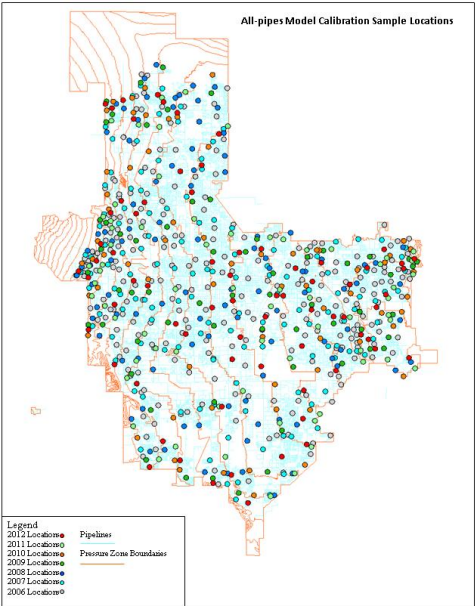 All-pipes Model Calibration Sample Locations
Legend
2012 Locations Pipelines
2011 Locations
2010 Locations Pressure Zone Boundaries
2009 Locations
2008 Locations
2007 Locations
2006 Locations